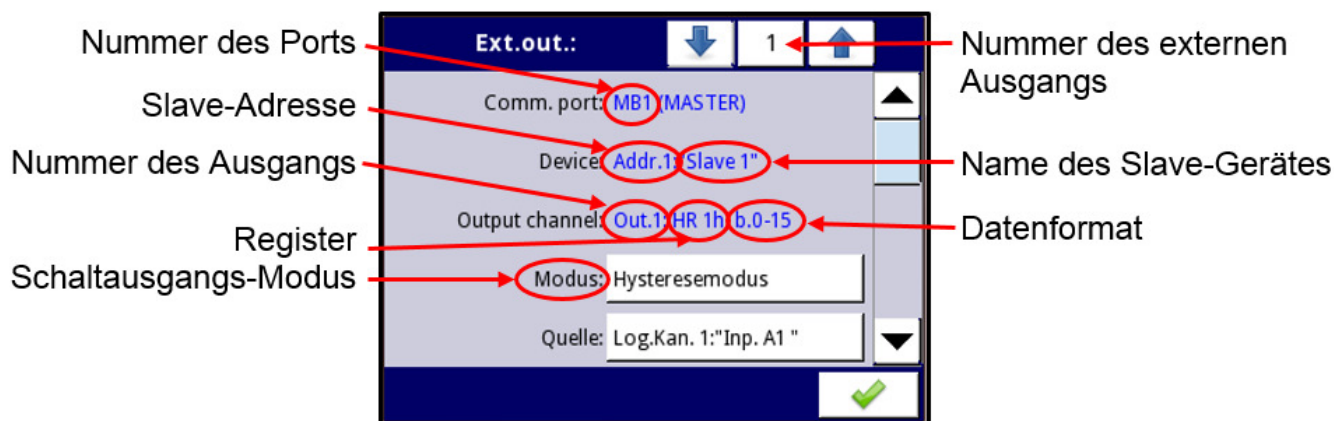 Nummer des Ports
Slave-Adresse
Nummer des Ausgangs
Register
Schaltausgangs-Modus
Ext.out.:
1
Comm. port: MB1 (MASTER)
Device: Addr.1:"Slave 1"
Output channel: Out.1: HR 1h, b.0-15
Modus: Hysteresemodus
Quelle: Log.Kan. 1:"Inp. A1 "
Nummer des externen
Ausgangs
Name des Slave-Gerätes
Datenformat